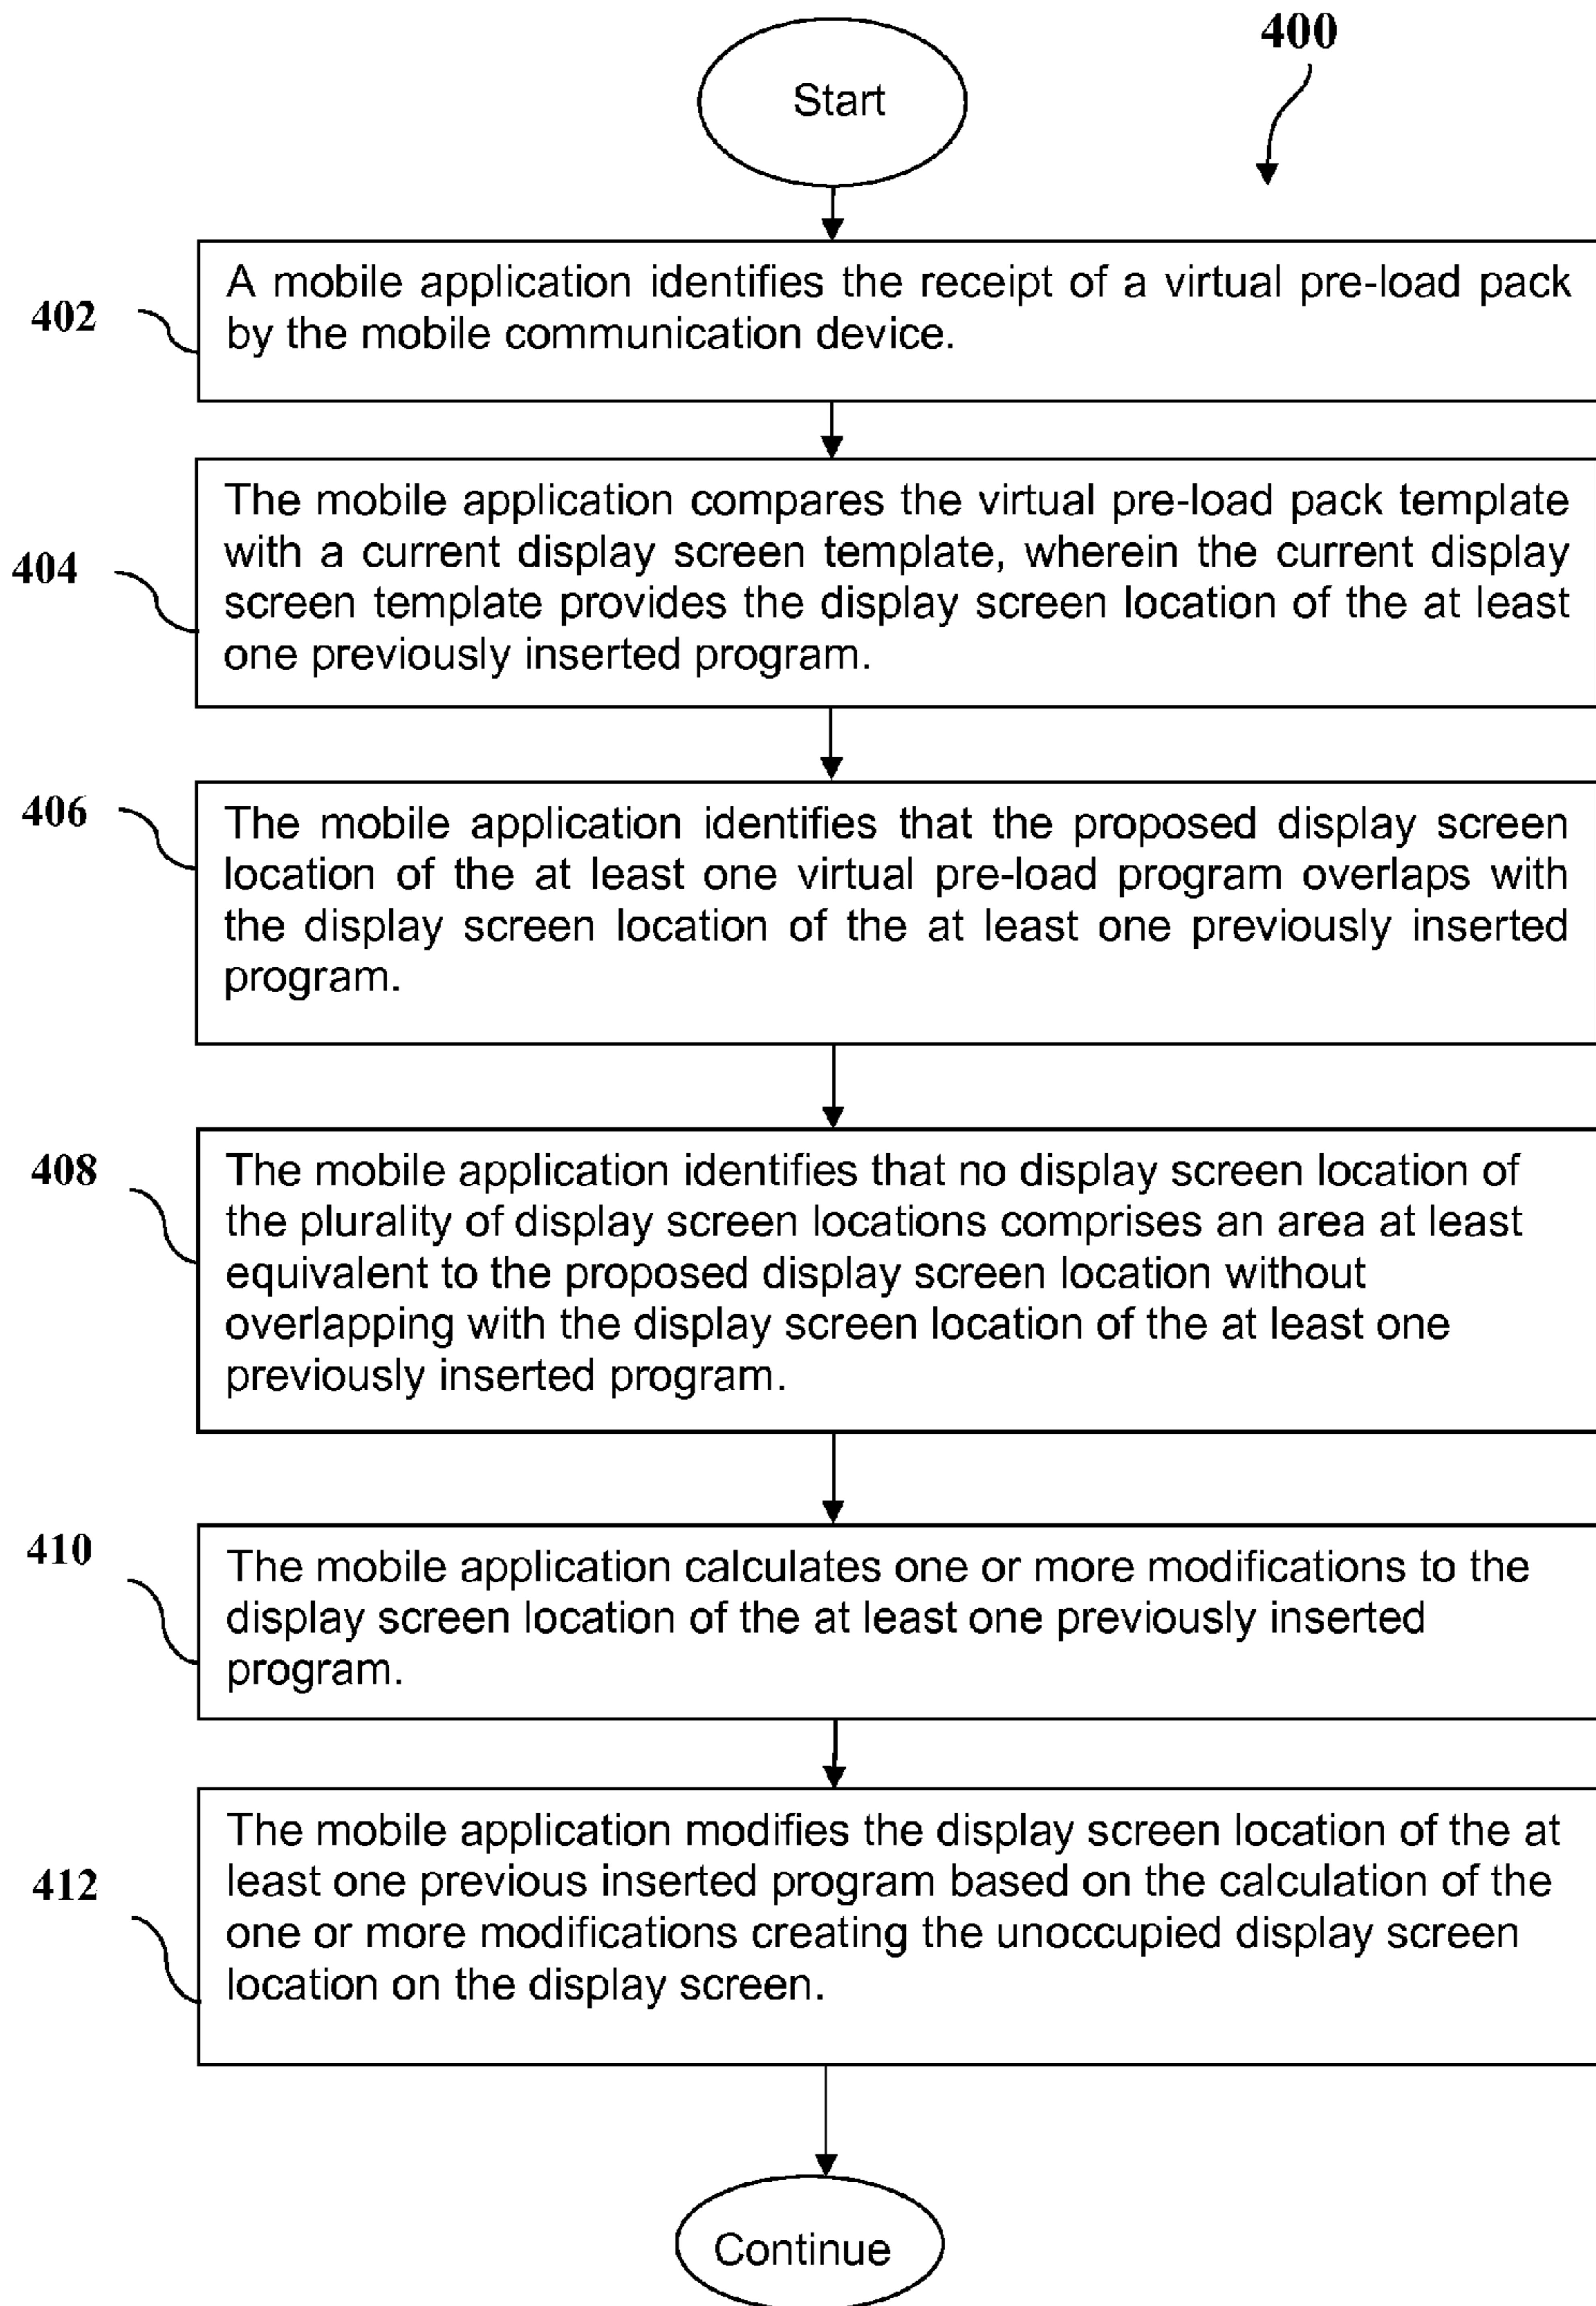 400
Start
402
A mobile application identifies the receipt of a virtual pre-load pack
by the mobile communication device.
404
The mobile application compares the virtual pre-load pack template
with a current display screen template, wherein the current display
screen template provides the display screen location of the at least
one previously inserted program.
406
The mobile application identifies that the proposed display screen
location of the at least one virtual pre-load program overlaps with
the display screen location of the at least one previously inserted
program.
408
The mobile application identifies that no display screen location of
the plurality of display screen locations comprises an area at least
equivalent to the proposed display screen location without
overlapping with the display screen location of the at least one
previously inserted program.
410
The mobile application calculates one or more modifications to the
display screen location of the at least one previously inserted
program.
412
The mobile application modifies the display screen location of the at
least one previous inserted program based on the calculation of the
one or more modifications creating the unoccupied display screen
location on the display screen.
Continue